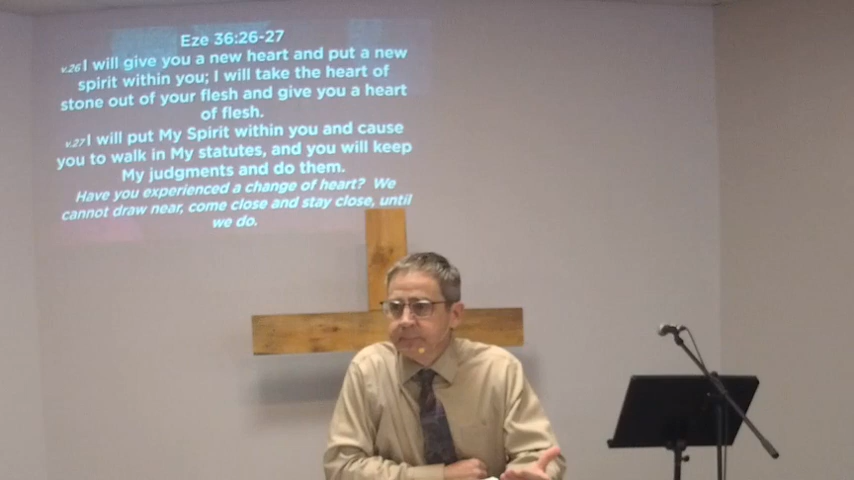 Eze 36:26-27
v.26 I will give you a new heart and put a new
spirit within you; I will take the heart of
stone out of your flesh and give you a heart
of flesh.
v.27 I will put My Spirit within you and cause
you to walk in My statutes, and you will keep
My judgments and do them.
Have you experienced a change of heart? We
cannot draw near, come close and stay close, until
we do.